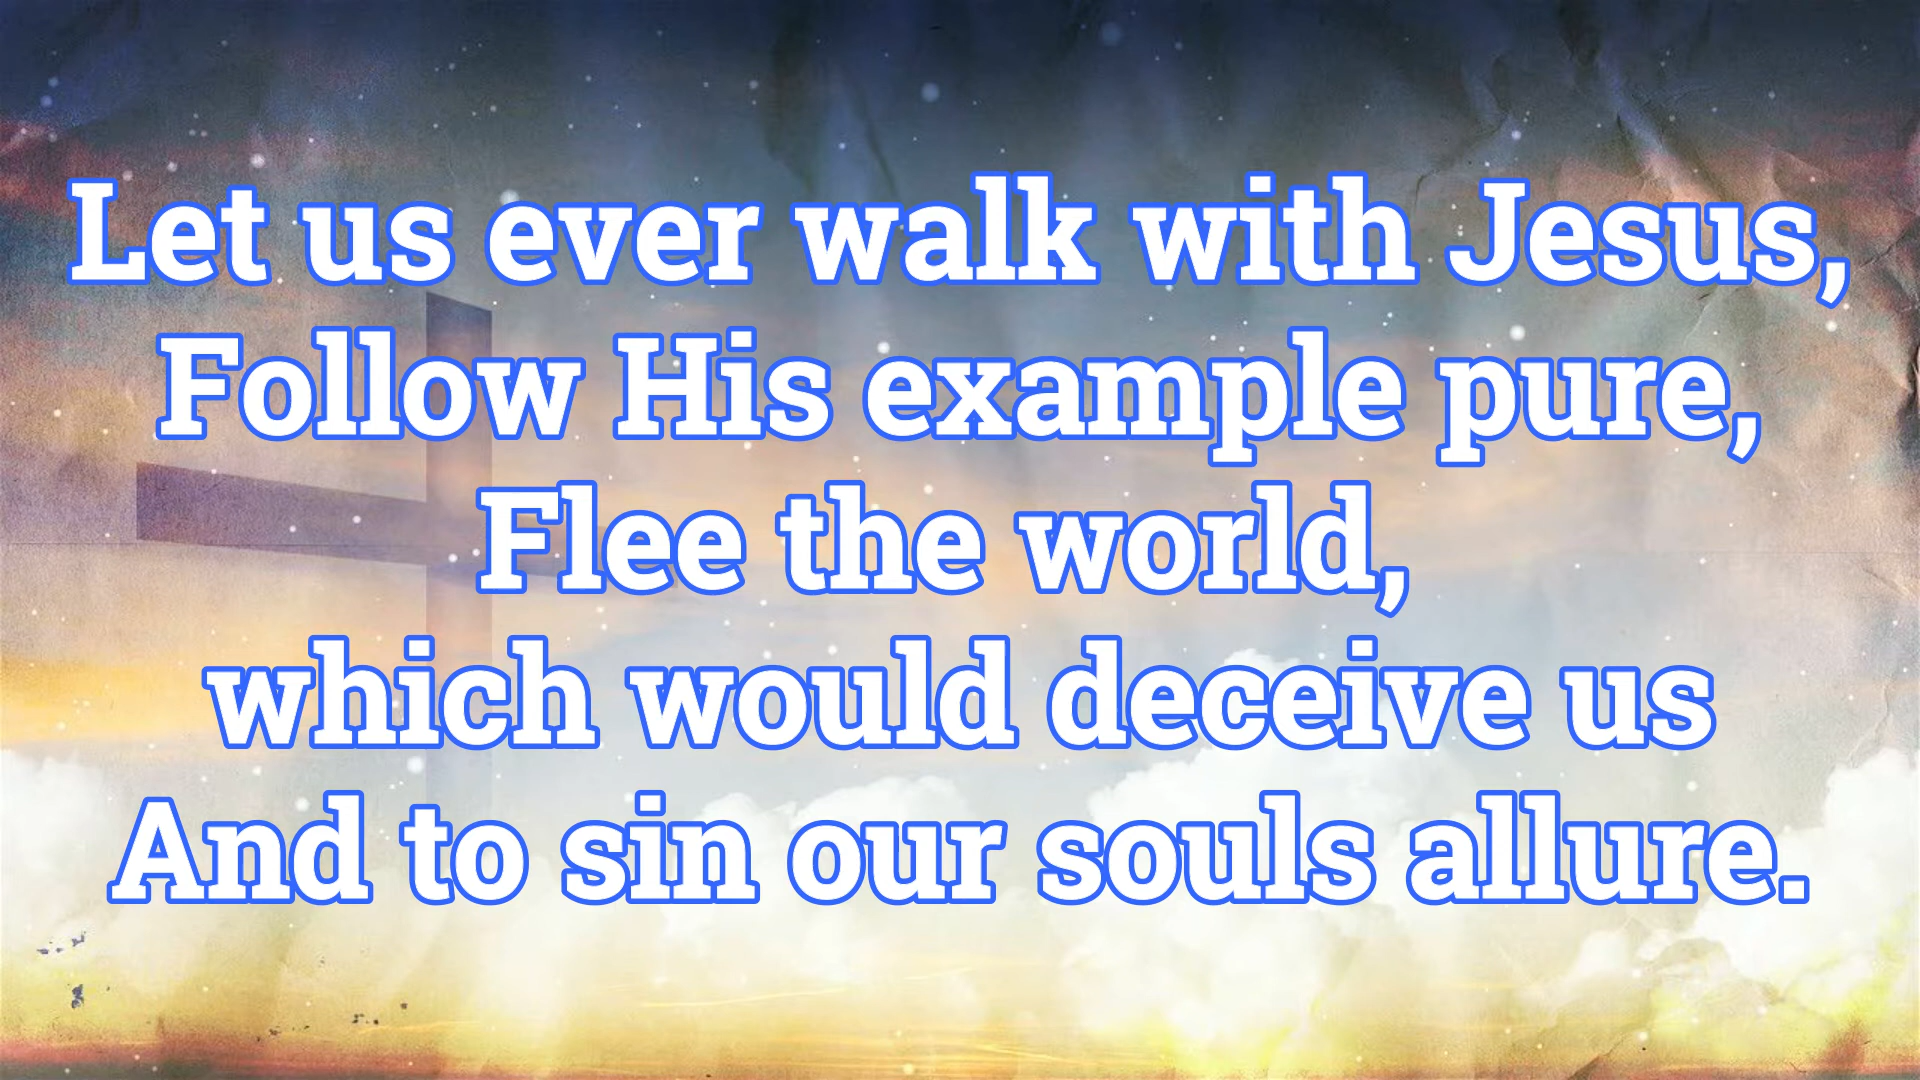 Let us ever walk with Jesus,
Follow His example pure,
Flee the world,
which would deceive us
And to sin our souls allure.